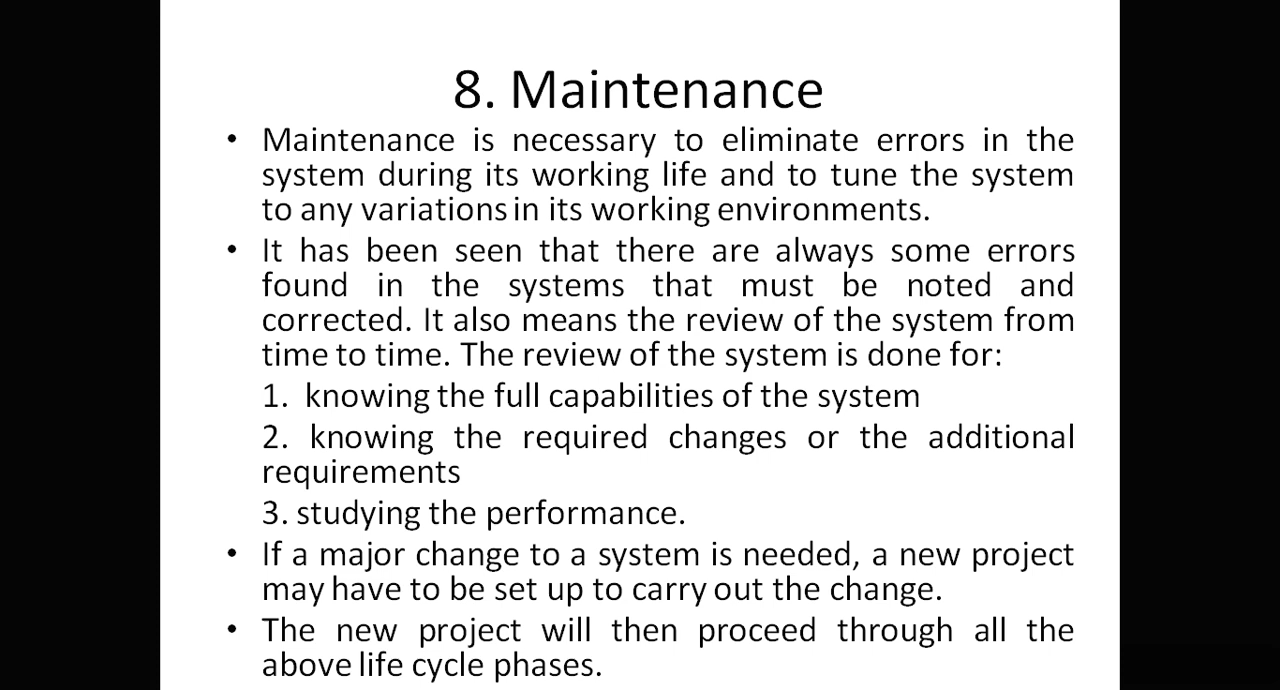 8. Maintenance
• Maintenance is necessary to eliminate errors in the
system during its working life and to tune the system
to any variations in its working environments.
• It has been seen that there are always some errors
found in the systems that must be noted and
corrected. It also means the review of the system from
time to time. The review of the system is done for:
1. knowing the full capabilities of the system
2. knowing the required changes or the additional
requirements
3. studying the performance.
• If a major change to a system is needed, a new project
may have to be set up to carry out the change.
• The new project will then proceed through all the
above life cycle phases.